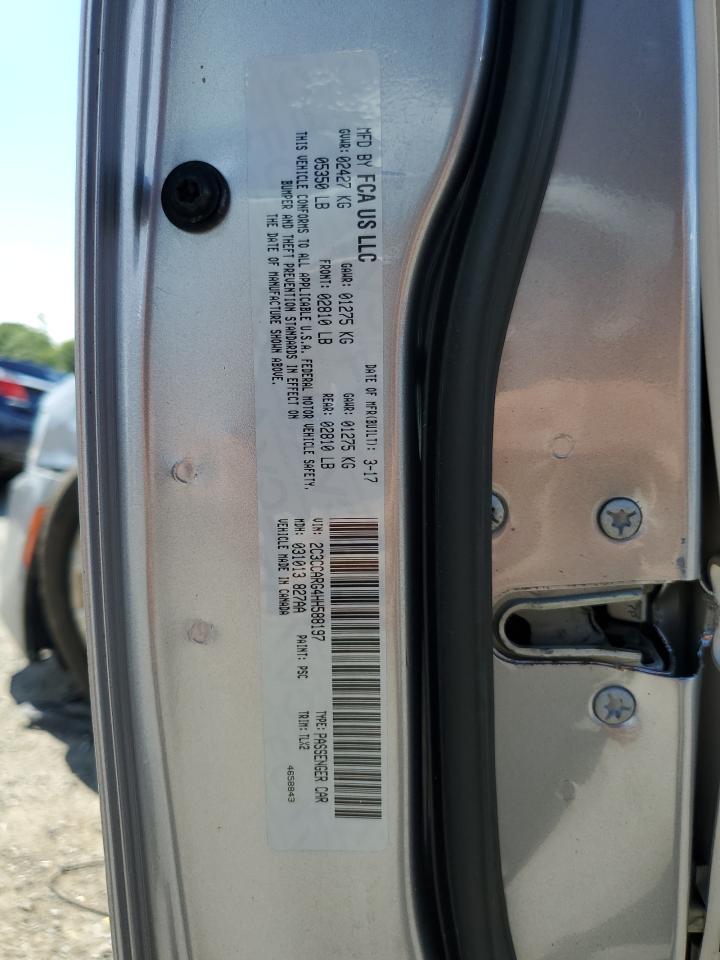 MFD BY FCA US LLC
DATE OF MFR(BUILT): 3-17
GVWR: 02427 KG
GAWR: 01275 KG
GAWR: 01275 KG
05350 LB
FRONT: 02810 LB
REAR: 02810 LB
THIS VEHICLE CONFORMS TO ALL APPLICABLE U.S.A. FEDERAL MOTOR VEHICLE SAFETY,
BUMPER AND THEFT PREVENTION STANDARDS IN EFFECT ON
THE DATE OF MANUFACTURE SHOWN ABOVE.
VIN: 2C3CCARG4HH588197
TYPE: PASSENGER CAR
MDH: 031013 827AA
PAINT: PSC
TRIM: TLX2
VEHICLE MADE IN CANADA
4658843